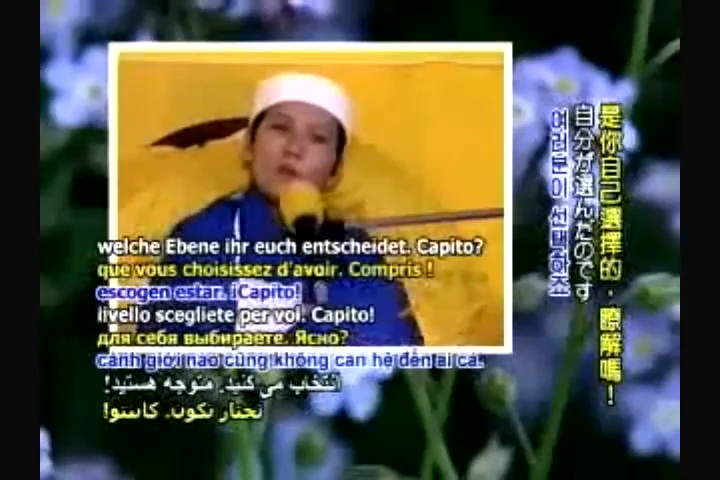 welche Ebene ihr euch entscheidet. Capito?
que vous choisissez d'avoir. Compris !
escogen estar. ¡Capito!
livello scegliete per voi. Capito!
для себя выбираете. Ясно?
cảnh giới nào cũng không can hệ đến ai cả.
انتخاب می کنید. متوجه هستید!
تختار تكون. كابيتو!
是你自己選擇的，瞭解嗎！
自分が選んだのです
여러분이 선택하죠